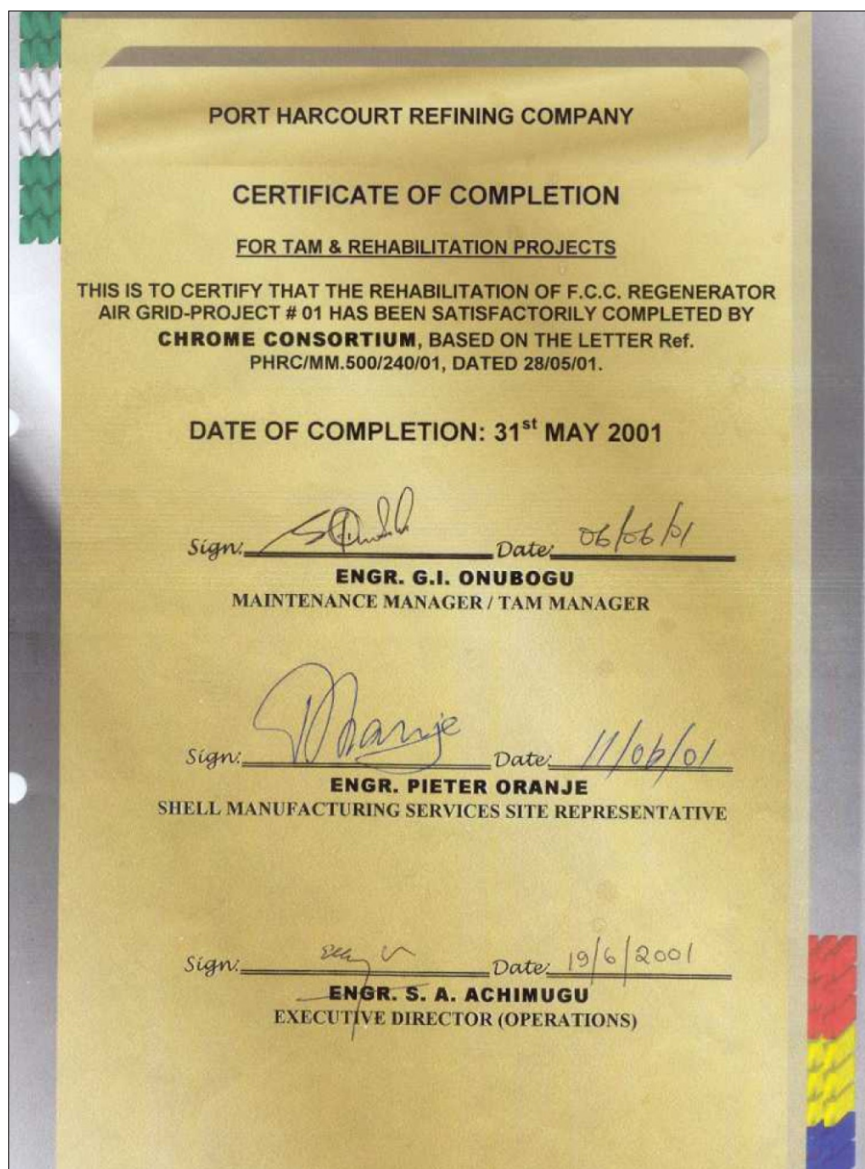 PORT HARCOURT REFINING COMPANY
CERTIFICATE OF COMPLETION
FOR TAM & REHABILITATION PROJECTS
THIS IS TO CERTIFY THAT THE REHABILITATION OF F.C.C. REGENERATOR
AIR GRID-PROJECT # 01 HAS BEEN SATISFACTORILY COMPLETED BY
CHROME CONSORTIUM, BASED ON THE LETTER Ref.
PHRC/MM.500/240/01, DATED 28/05/01.
DATE OF COMPLETION: 31st MAY 2001
Sign: Date: 06/06/01
ENGR. G.I. ONUBOGU
MAINTENANCE MANAGER / TAM MANAGER
Sign: Oranje Date: 11/06/01
ENGR. PIETER ORANJE
SHELL MANUFACTURING SERVICES SITE REPRESENTATIVE
Sign: Date: 19/6/2001
ENGR. S. A. ACHIMUGU
EXECUTIVE DIRECTOR (OPERATIONS)